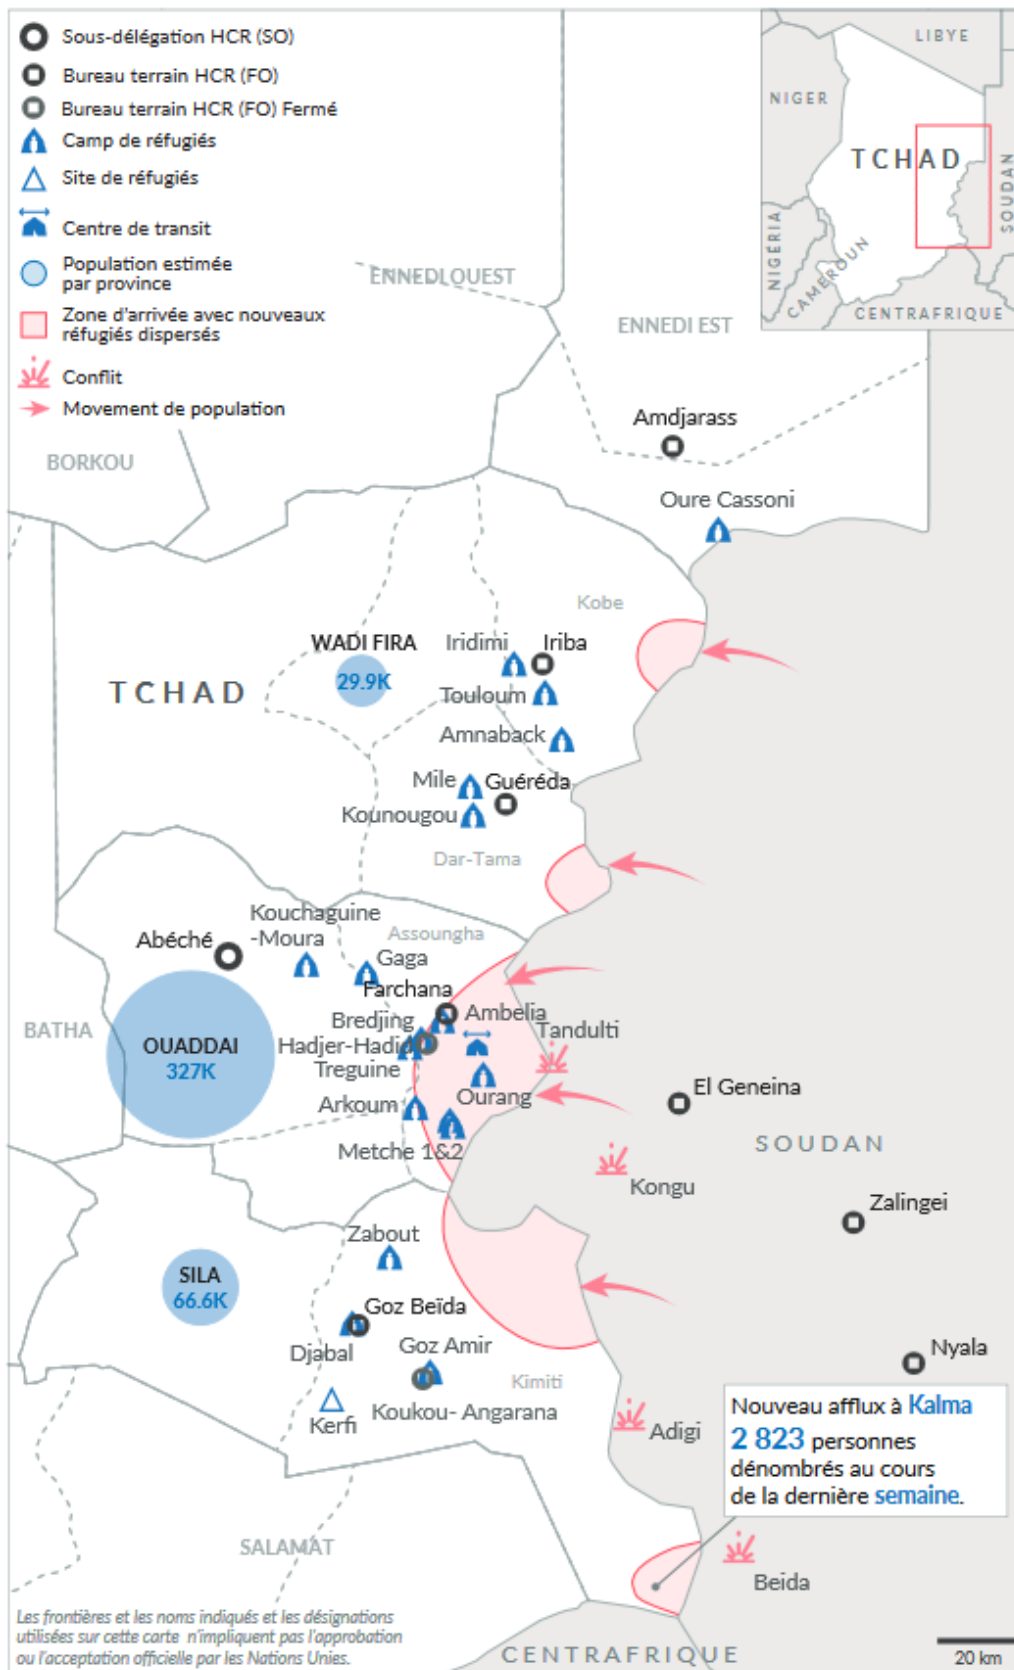 Sous-délégation HCR (SO)
Bureau terrain HCR (FO)
Bureau terrain HCR (FO) Fermé
Camp de réfugiés
Site de réfugiés
Centre de transit
Population estimée
par province
Zone d'arrivée avec nouveaux
réfugiés dispersés
Conflit
Movement de population
LIBYE
NIGER
TCHAD
SOUDAN
NIGÉRIA
CAMEROUN
CENTRAFRIQUE
ENNEDI OUEST
ENNEDI EST
BORKOU
Amdjarass
Oure Cassoni
Kobe
WADI FIRA
29.9K
Iridimi
Iriba
TCHAD
Touloum
Amnaback
Mile
Guéréda
Kounougou
Dar-Tama
Kouchaguine
-Moura
Abéché
Assoungha
Gaga
Farchana
BATHA
OUADDAI
327K
Bredjing
Ambelia
Hadjer-Hadid
Tandulti
Treguine
Arkoum
Ourang
El Geneina
Metche 1&2
SOUDAN
Kongu
Zalingei
Zabout
SILA
66.6K
Goz Beïda
Djabal
Goz Amir
Nyala
Kimiti
Kerfi
Koukou- Angarana
Adigi
Nouveau afflux à Kalma
2 823 personnes
dénombrés au cours
de la dernière semaine.
SALAMAT
Beida
Les frontières et les noms indiqués et les désignations
utilisées sur cette carte n'impliquent pas l'approbation
ou l'acceptation officielle par les Nations Unies.
CENTRAFRIQUE
20 km